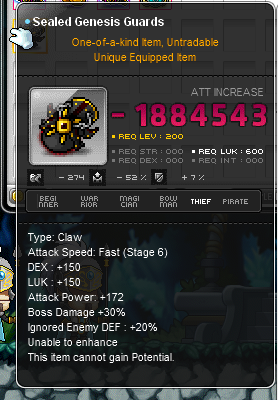 Sealed Genesis Guards
One-of-a-kind Item, Untradable
Unique Equipped Item
ATT INCREASE
- 1884543
• REQ LEV : 200
• REQ STR : 000 • REQ LUK : 600
• REQ DEX : 000 • REQ INT : 000
- 274 - 52 % + 7 %
BEGINNER WARRIOR MAGICIAN BOWMAN THIEF PIRATE
Type: Claw
Attack Speed: Fast (Stage 6)
DEX : +150
LUK : +150
Attack Power: +172
Boss Damage +30%
Ignored Enemy DEF : +20%
Unable to enhance
This item cannot gain Potential.